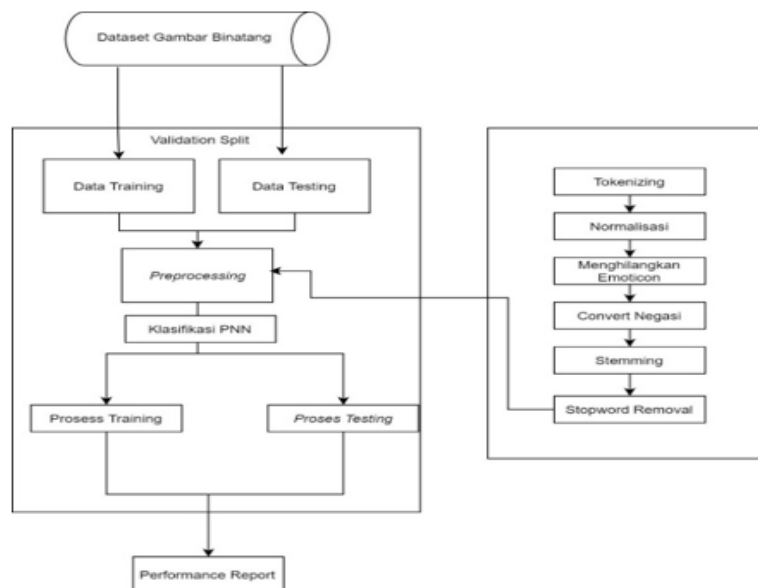 Dataset Gambar Binatang
Validation Split
Data Training
Data Testing
Preprocessing
Klasifikasi PNN
Prosess Training
Proses Testing
Performance Report
Tokenizing
Normalisasi
Menghilangkan
Emoticon
Convert Negasi
Stemming
Stopword Removal